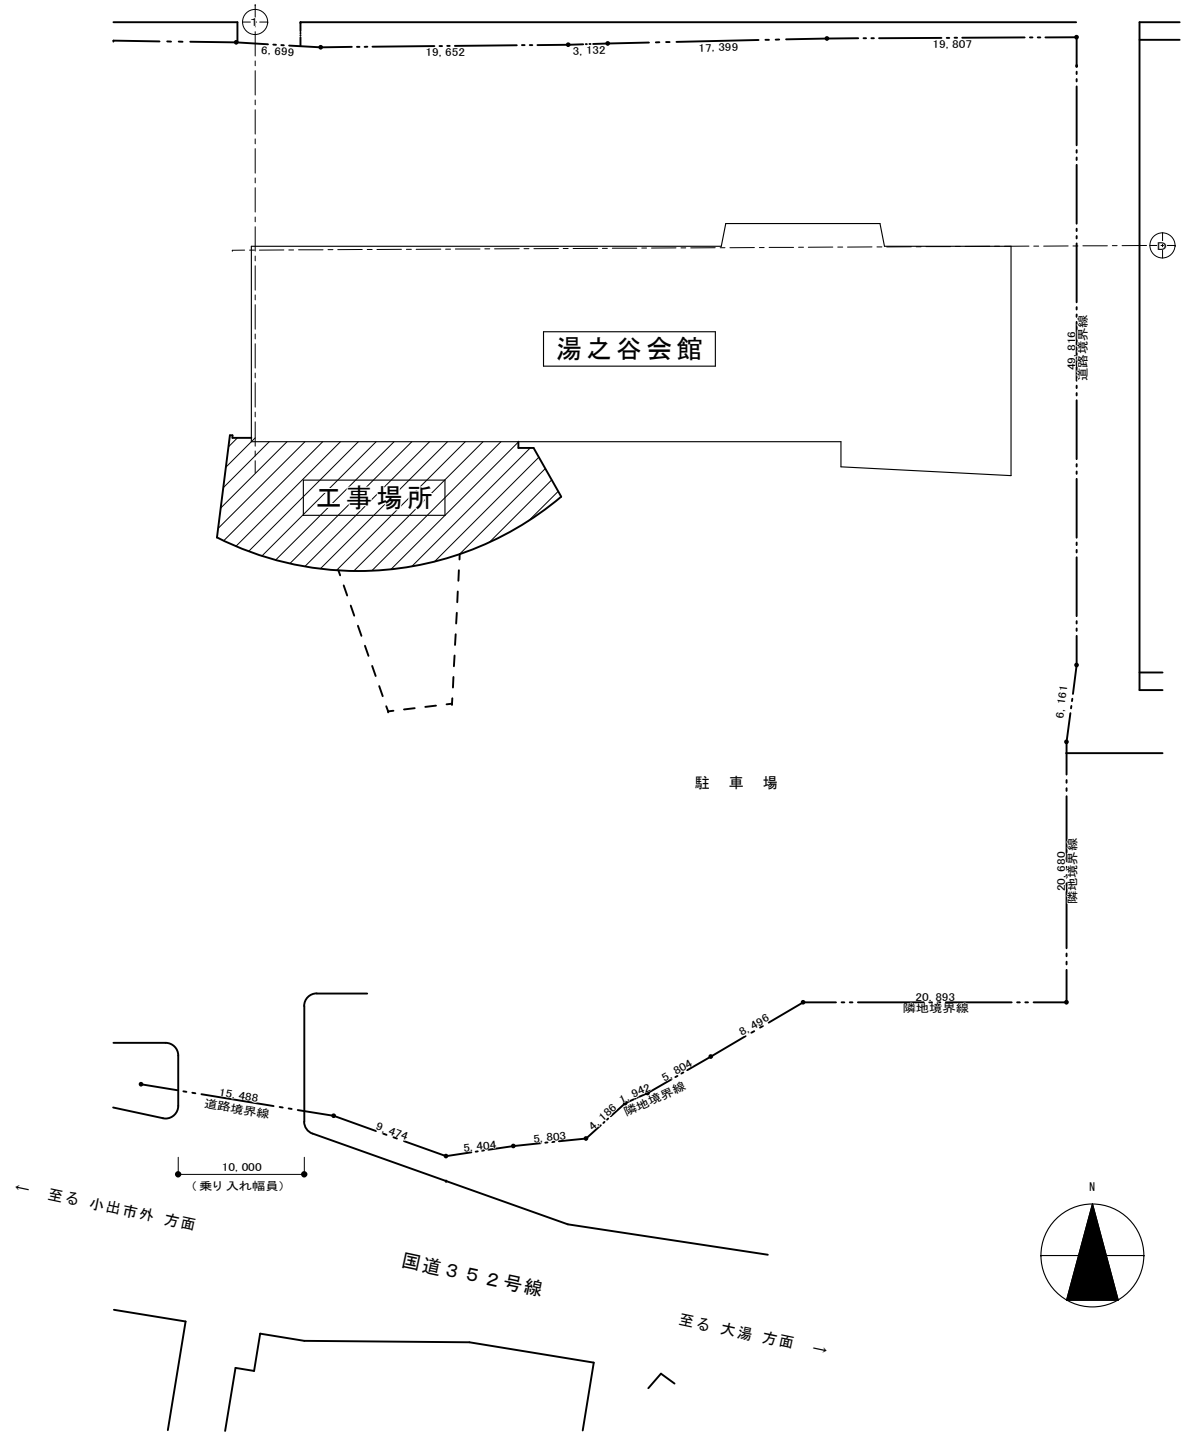 1
6,699
19,652
3,132
17,399
19,807
D
49,816
道路境界線
湯之谷会館
工事場所
6,161
駐車場
20,680
隣地境界線
20,893
隣地境界線
8,496
5,804
1,942
隣地境界線
4,186
5,803
5,404
9,474
15,488
道路境界線
10,000
(乗り入れ幅員)
← 至る 小出市外 方面
国道352号線
至る 大湯 方面 →
N